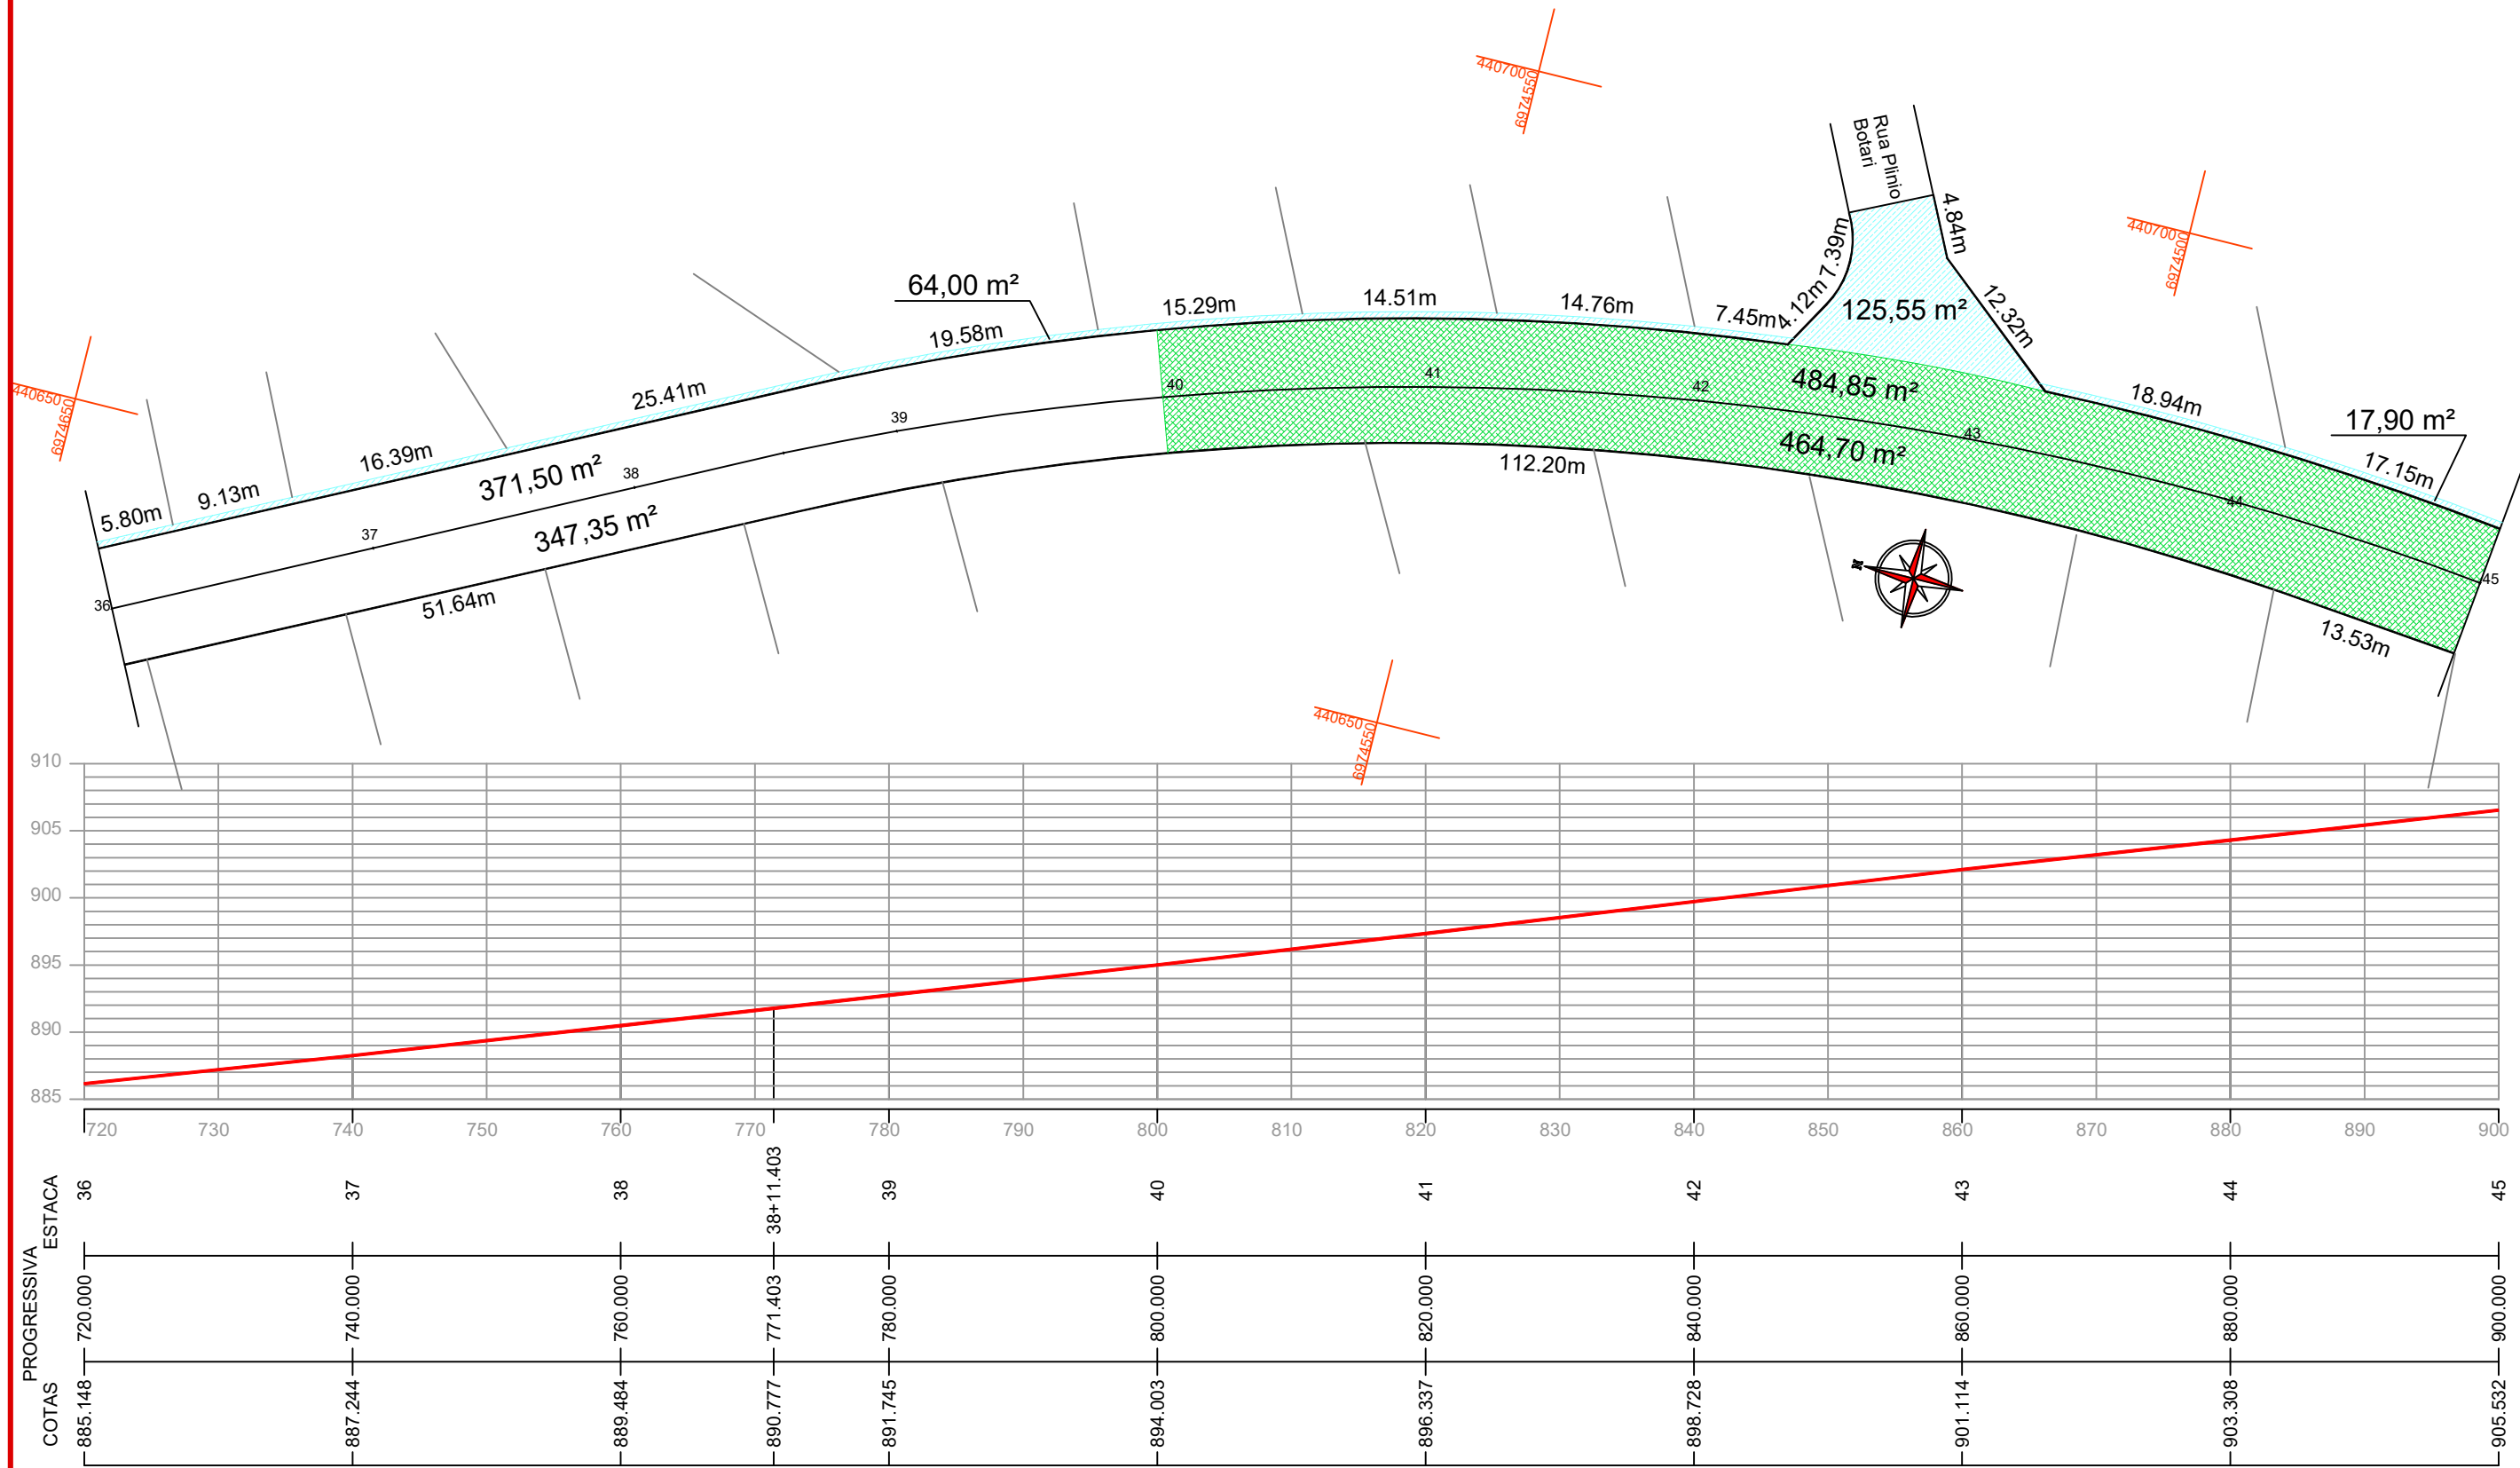 440700
6974550
Rua Plinio
Botari
440700
6974500
440650
6974650
64,00 m²
5.80m
9.13m
16.39m
25.41m
19.58m
15.29m
14.51m
14.76m
7.45m
4.12m
7.39m
4.84m
12.32m
125,55 m²
18.94m
17,90 m²
17.15m
371,50 m²
347,35 m²
484,85 m²
464,70 m²
36
37
38
39
40
41
42
43
44
45
51.64m
112.20m
13.53m
N
440650
6974550
910
905
900
895
890
885
720 730 740 750 760 770 780 790 800 810 820 830 840 850 860 870 880 890 900
ESTACA
36 37 38 38+11.403 39 40 41 42 43 44 45
PROGRESSIVA
720.000 740.000 760.000 771.403 780.000 800.000 820.000 840.000 860.000 880.000 900.000
COTAS
885.148 887.244 889.484 890.777 891.745 894.003 896.337 898.728 901.114 903.308 905.532